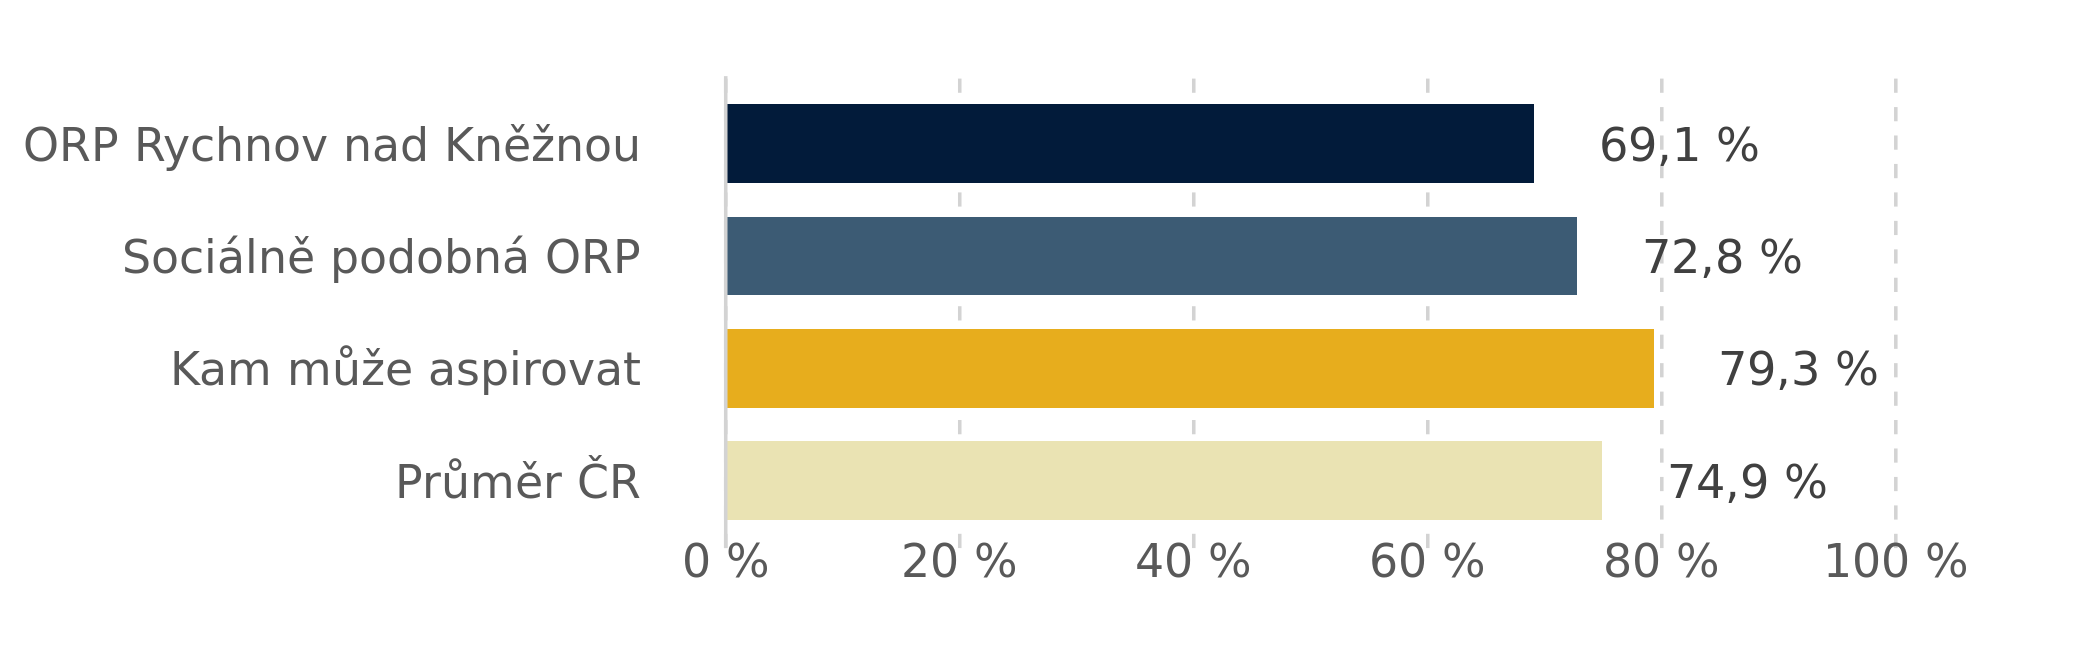 ORP Rychnov nad Kněžnou 69,1 %
Sociálně podobná ORP 72,8 %
Kam může aspirovat 79,3 %
Průměr ČR 74,9 %
0 % 20 % 40 % 60 % 80 % 100 %